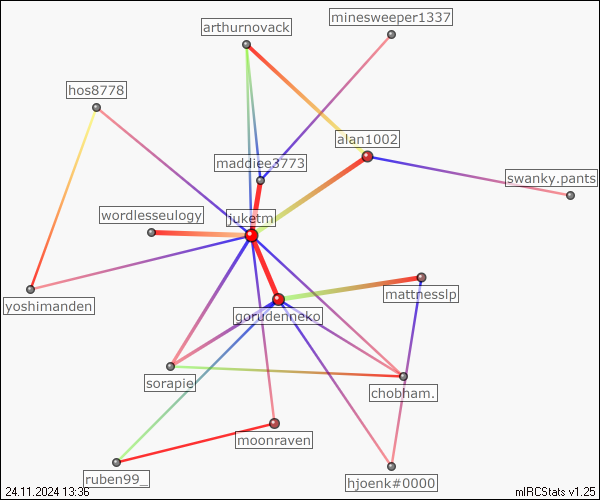 minesweeper1337
arthurnovack
hos8778
alan1002
maddiee3773
swanky.pants
wordlesseulogy
juketm
mattnesslp
yoshimanden
gorudenneko
sorapie
chobham.
moonraven
ruben99_
hjoenk#0000
24.11.2024 13:36
mIRCStats v1.25